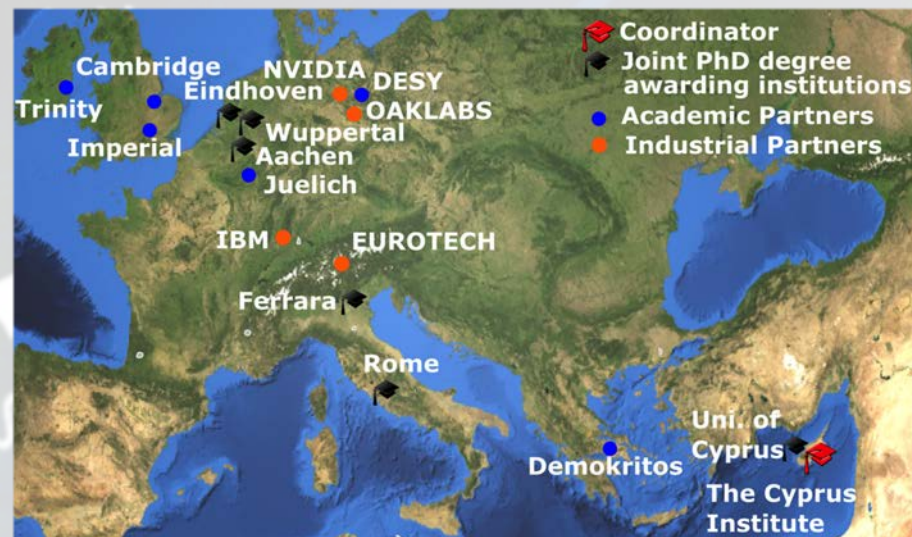 Coordinator
Joint PhD degree
awarding institutions
Academic Partners
Industrial Partners
Cambridge
Trinity
Imperial
NVIDIA
Eindhoven
DESY
OAKLABS
Wuppertal
Aachen
Juelich
IBM
EUROTECH
Ferrara
Rome
Demokritos
Uni. of
Cyprus
The Cyprus
Institute